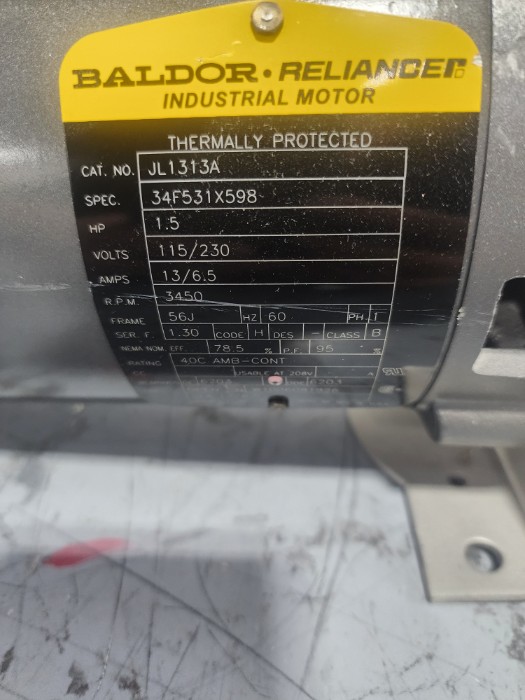 BALDOR • RELIANCE
INDUSTRIAL MOTOR
THERMALLY PROTECTED
CAT. NO. JL1313A
SPEC. 34F531X598
HP 1.5
VOLTS 115/230
AMPS 13/6.5
R.P.M. 3450
FRAME 56J HZ 60 PH. 1
SER. F. 1.30 CODE H DES - CLASS B
NEMA NOM. EFF 78.5 % P.F. 95 %
RATING 40C AMB-CONT
CC USABLE AT 208V A